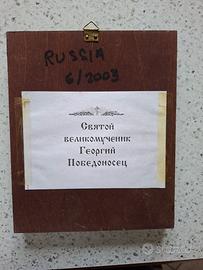 RUSSIA
6/2003
Святой
великомученик
Георгий
Победоносец